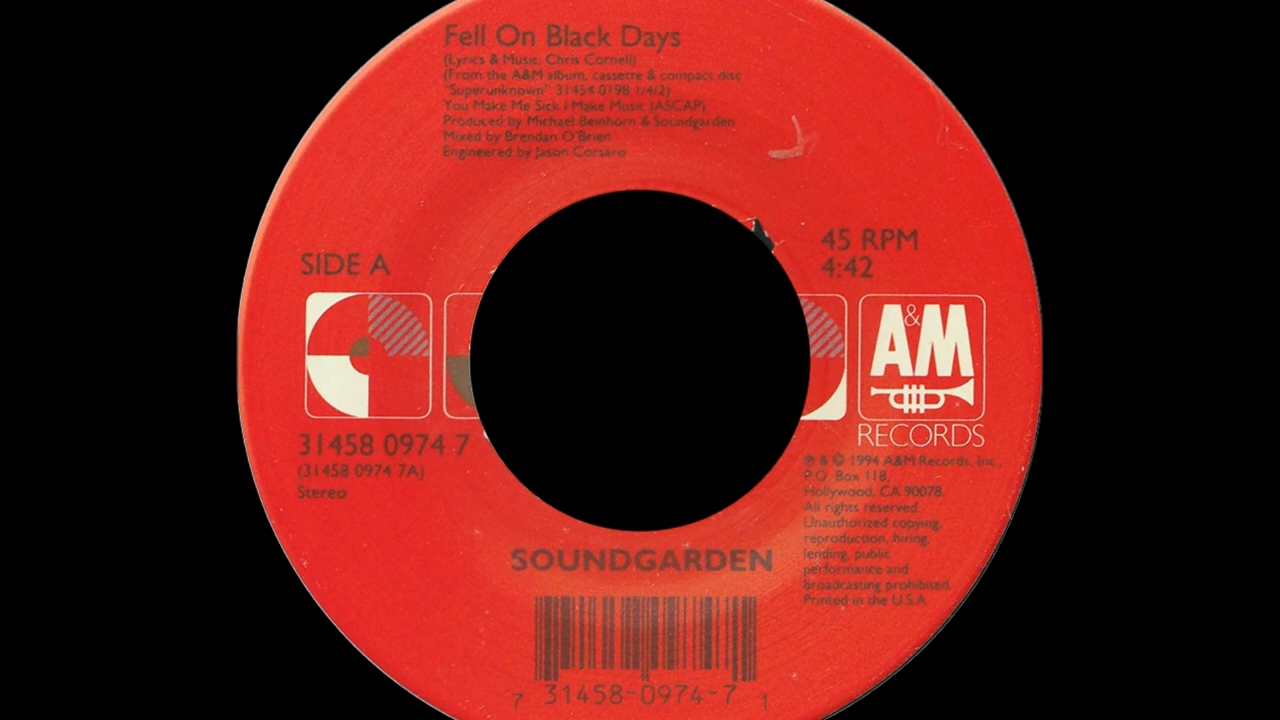 Fell On Black Days
(Lyrics & Music: Chris Cornell)
(From the A&M album, cassette & compact disc
"Superunknown" 31454 0198 1/4/2)
You Make Me Sick I Make Music (ASCAP)
Produced by Michael Beinhorn & Soundgarden
Mixed by Brendan O'Brien
Engineered by Jason Corsaro
SIDE A
45 RPM
4:42
A&M
RECORDS
31458 0974 7
(31458 0974 7A)
Stereo
℗ & © 1994 A&M Records, Inc.,
P.O. Box 118,
Hollywood, CA 90078.
All rights reserved.
Unauthorized copying,
reproduction, hiring,
lending, public
performance and
broadcasting prohibited.
Printed in the U.S.A.
SOUNDGARDEN
7 31458-0974-7 1